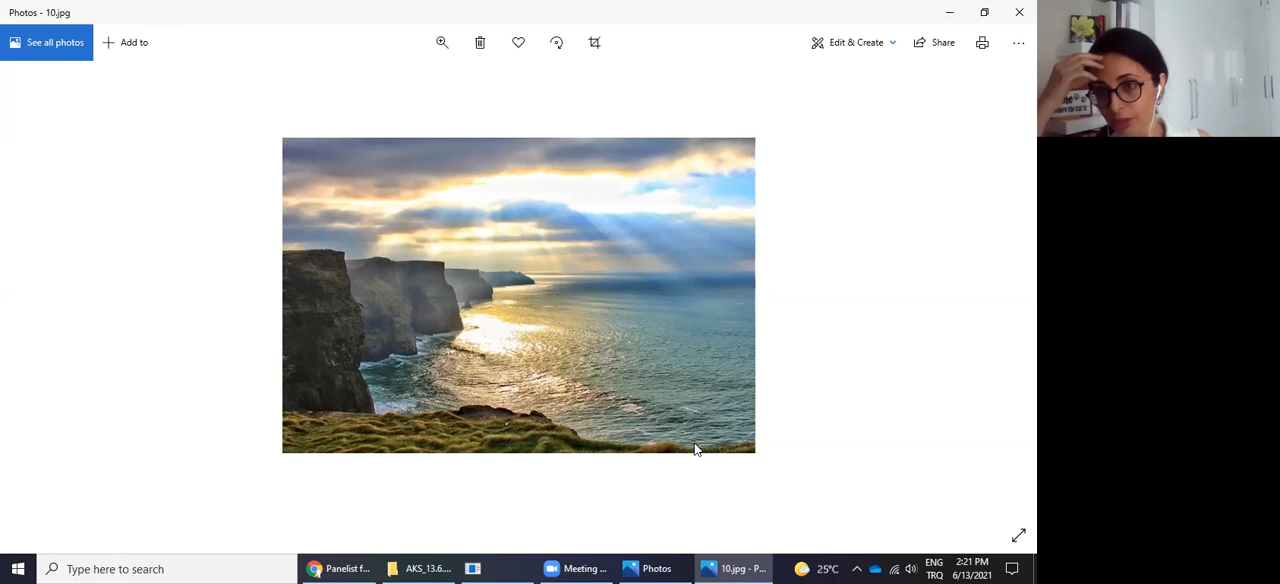 Photos - 10.jpg
See all photos
Add to
Edit & Create
Share
Type here to search
Panelist f...
AKS_13.6....
Meeting ...
Photos
10.jpg - P...
25°C
ENG
2:21 PM
TRQ
6/13/2021